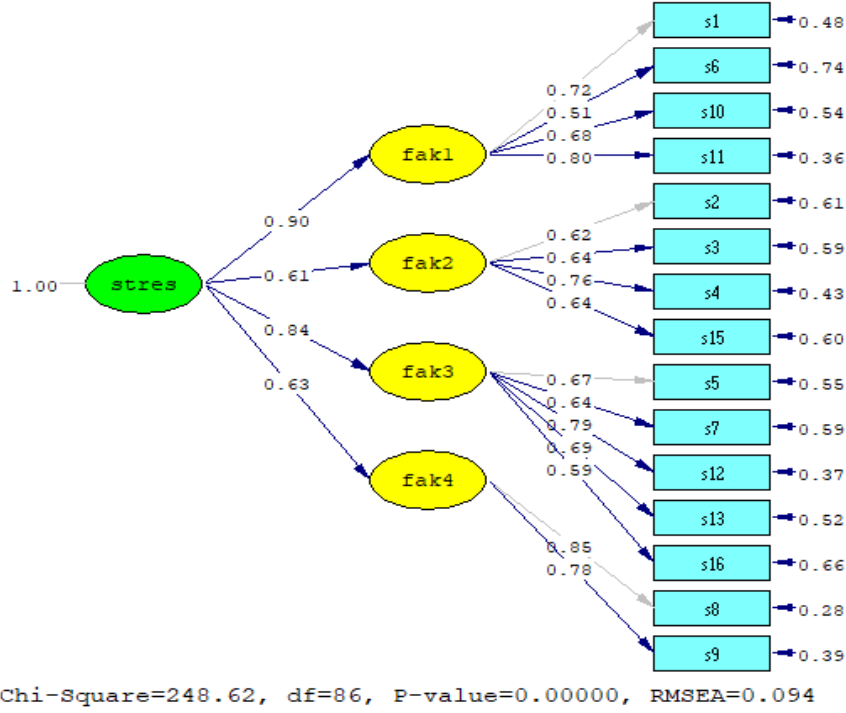 s1
0.48
s6
0.74
0.72
0.51
s10
0.54
0.68
fak1
0.80
s11
0.36
s2
0.61
0.90
0.62
s3
0.59
0.64
fak2
0.61
0.76
stres
1.00
s4
0.43
0.64
0.84
s15
0.60
fak3
0.67
s5
0.55
0.63
0.64
0.79
s7
0.59
0.69
0.59
s12
0.37
fak4
s13
0.52
0.85
s16
0.66
0.78
s8
0.28
s9
0.39
Chi-Square=248.62, df=86, P-value=0.00000, RMSEA=0.094